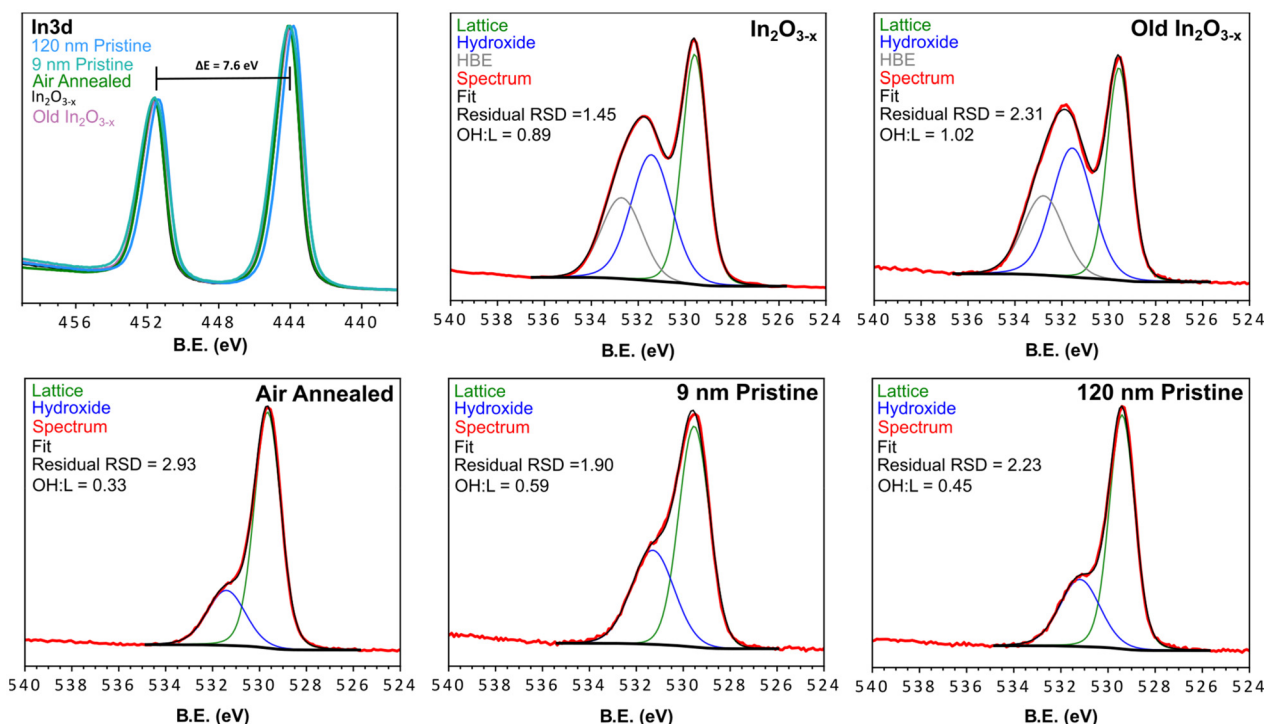 In3d
120 nm Pristine
9 nm Pristine
Air Annealed
In₂O₃₋ₓ
Old In₂O₃₋ₓ
ΔE = 7.6 eV
456 452 448 444 440
B.E. (eV)
Lattice
Hydroxide
HBE
Spectrum
Fit
Residual RSD =1.45
OH:L = 0.89
In₂O₃₋ₓ
540 538 536 534 532 530 528 526 524
B.E. (eV)
Lattice
Hydroxide
HBE
Spectrum
Fit
Residual RSD = 2.31
OH:L = 1.02
Old In₂O₃₋ₓ
540 538 536 534 532 530 528 526 524
B.E. (eV)
Lattice
Hydroxide
Spectrum
Fit
Residual RSD = 2.93
OH:L = 0.33
Air Annealed
540 538 536 534 532 530 528 526 524
B.E. (eV)
Lattice
Hydroxide
Spectrum
Fit
Residual RSD =1.90
OH:L = 0.59
9 nm Pristine
540 538 536 534 532 530 528 526 524
B.E. (eV)
Lattice
Hydroxide
Spectrum
Fit
Residual RSD = 2.23
OH:L = 0.45
120 nm Pristine
540 538 536 534 532 530 528 526 524
B.E. (eV)